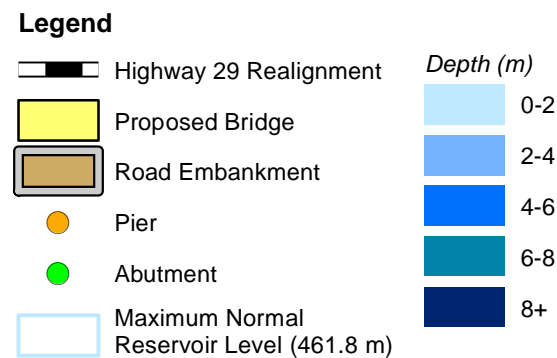 Legend
Highway 29 Realignment
Proposed Bridge
Road Embankment
Pier
Abutment
Maximum Normal
Reservoir Level (461.8 m)
Depth (m)
0-2
2-4
4-6
6-8
8+